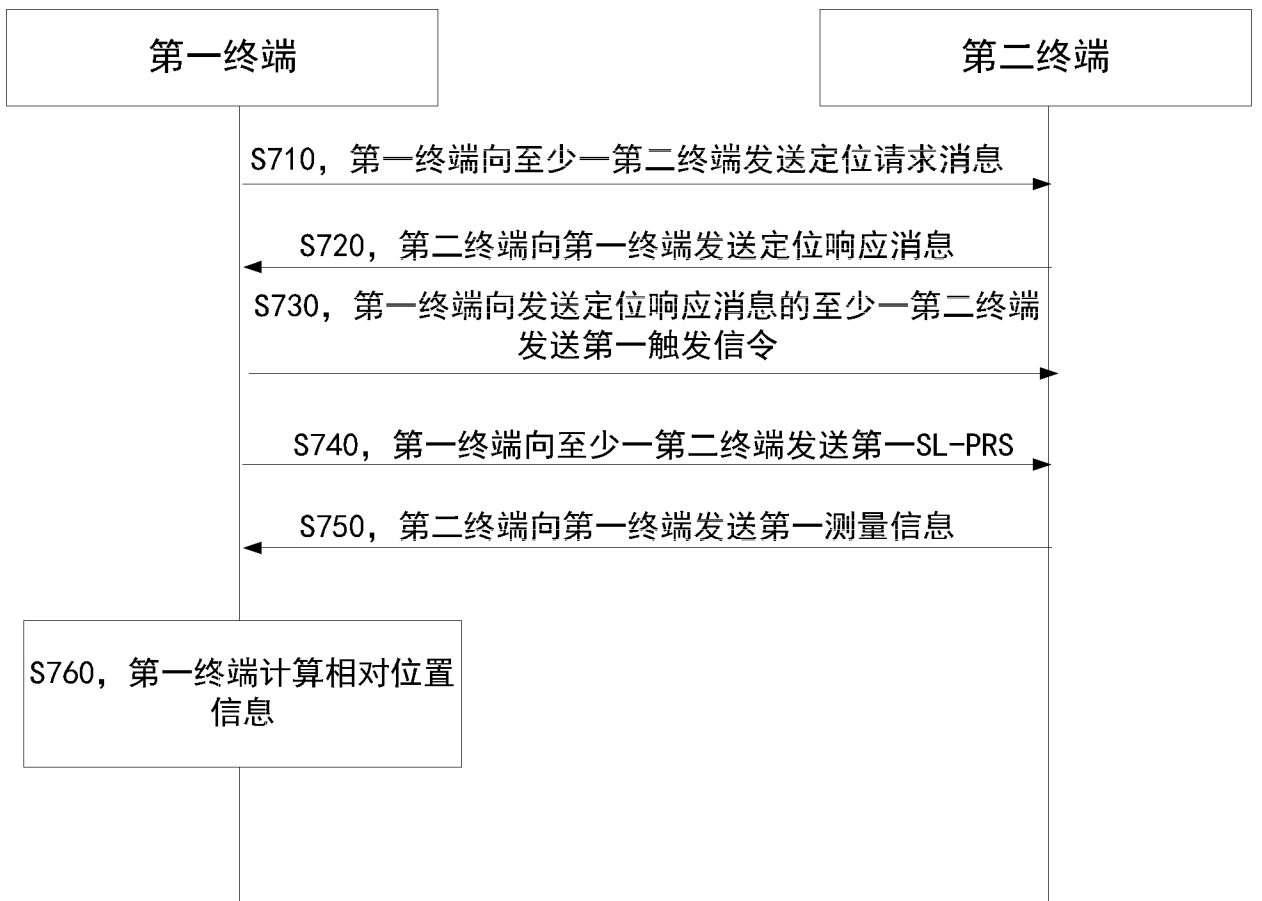 第一终端
第二终端
S710，第一终端向至少一第二终端发送定位请求消息
S720，第二终端向第一终端发送定位响应消息
S730，第一终端向发送定位响应消息的至少一第二终端
发送第一触发信令
S740，第一终端向至少一第二终端发送第一SL-PRS
S750，第二终端向第一终端发送第一测量信息
S760，第一终端计算相对位置
信息